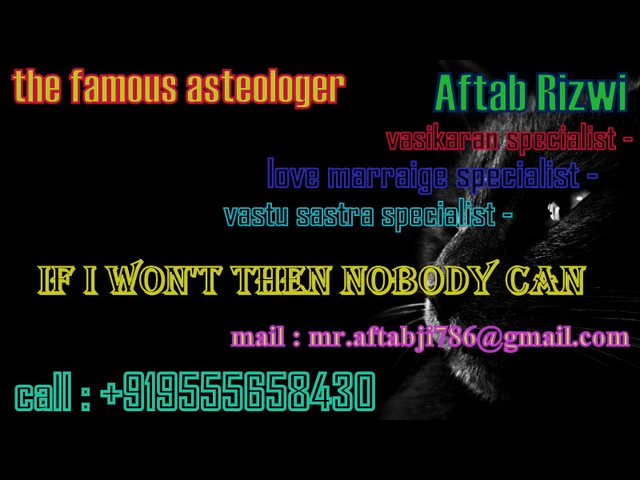 the famous asteologer
Aftab Rizwi
vasikaran specialist -
love marraige specialist -
vastu sastra specialist -
IF I WON'T THEN NOBODY CAN
mail : mr.aftabji786@gmail.com
call : +919555658430